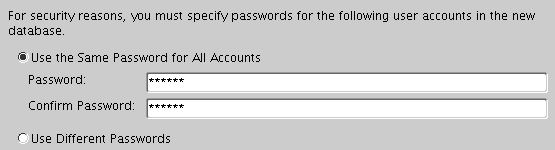 For security reasons, you must specify passwords for the following user accounts in the new
database.
Use the Same Password for All Accounts
Password: ******
Confirm Password: ******
Use Different Passwords